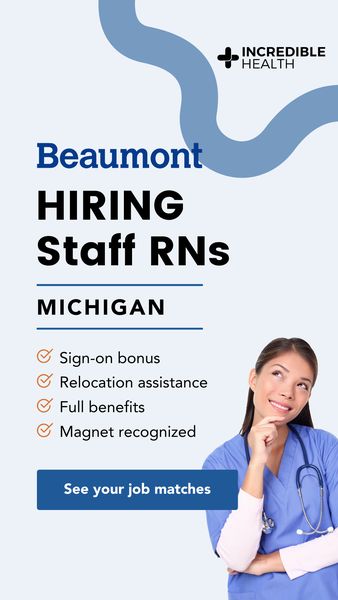 INCREDIBLE
HEALTH
Beaumont
HIRING
Staff RNs
MICHIGAN
Sign-on bonus
Relocation assistance
Full benefits
Magnet recognized
See your job matches